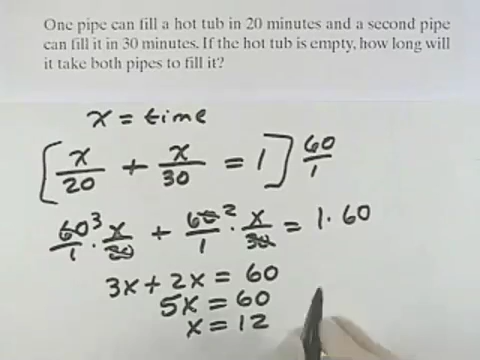 One pipe can fill a hot tub in 20 minutes and a second pipe
can fill it in 30 minutes. If the hot tub is empty, how long will
it take both pipes to fill it?
x = time
[x/20 + x/30 = 1] 60/1
60³/1 · x/20 + 60²/1 · x/30 = 1 · 60
3x + 2x = 60
5x = 60
x = 12